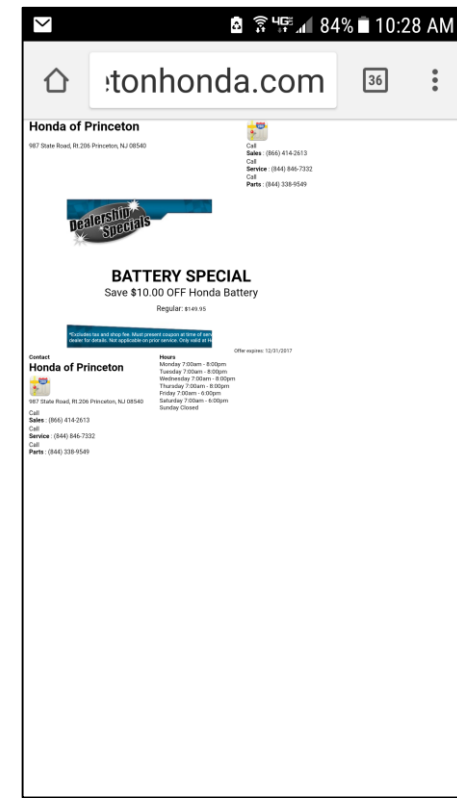 4G 84% 10:28 AM
:tonhonda.com 36
Honda of Princeton
987 State Road, Rt.206 Princeton, NJ 08540
Call
Sales : (866) 414-2613
Call
Service : (844) 846-7332
Call
Parts : (844) 338-9549
Dealership
Specials
BATTERY SPECIAL
Save $10.00 OFF Honda Battery
Regular: $149.95
*Excludes tax and shop fee. Must present coupon at time of serv
dealer for details. Not applicable on prior service. Only valid at H
Offer expires: 12/31/2017
Contact
Honda of Princeton
987 State Road, Rt.206 Princeton, NJ 08540
Call
Sales : (866) 414-2613
Call
Service : (844) 846-7332
Call
Parts : (844) 338-9549
Hours
Monday 7:00am - 8:00pm
Tuesday 7:00am - 8:00pm
Wednesday 7:00am - 8:00pm
Thursday 7:00am - 8:00pm
Friday 7:00am - 6:00pm
Saturday 7:00am - 6:00pm
Sunday Closed